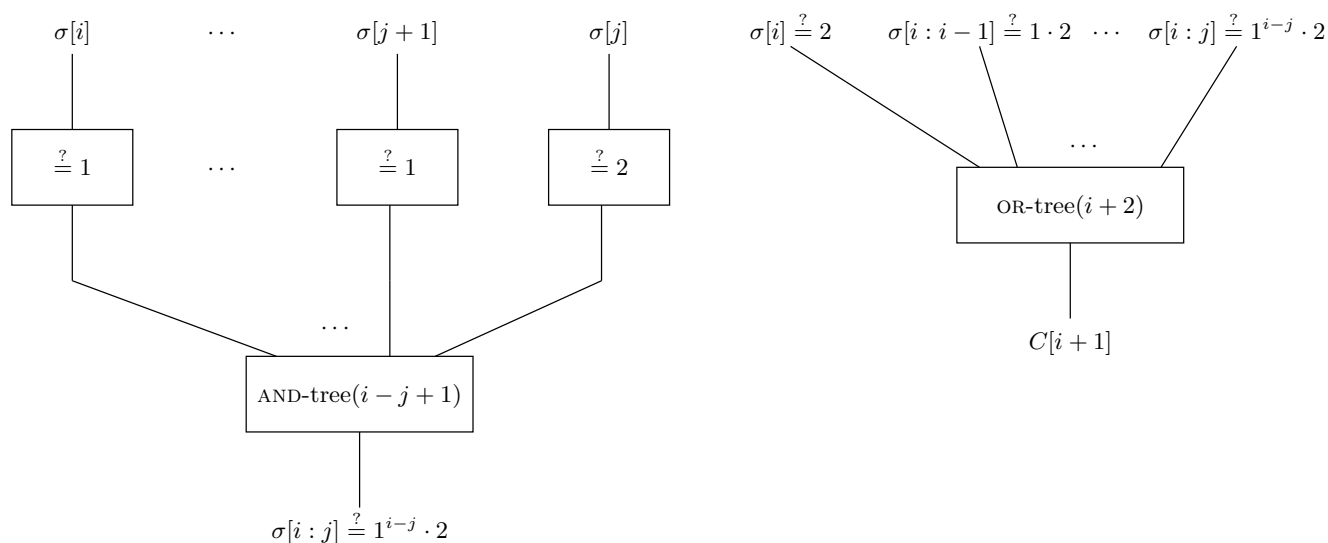 σ[i] ⋯ σ[j + 1] σ[j]
≟ 1 ⋯ ≟ 1 ≟ 2
⋯
AND-tree(i − j + 1)
σ[i : j] ≟ 1^{i−j} · 2
σ[i] ≟ 2 σ[i : i − 1] ≟ 1 · 2 ⋯ σ[i : j] ≟ 1^{i−j} · 2
⋯
OR-tree(i + 2)
C[i + 1]